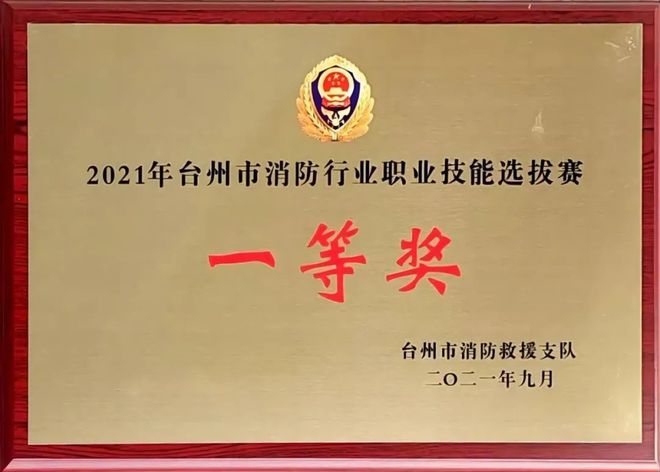 2021年台州市消防行业职业技能选拔赛
一等奖
台州市消防救援支队
二〇二一年九月